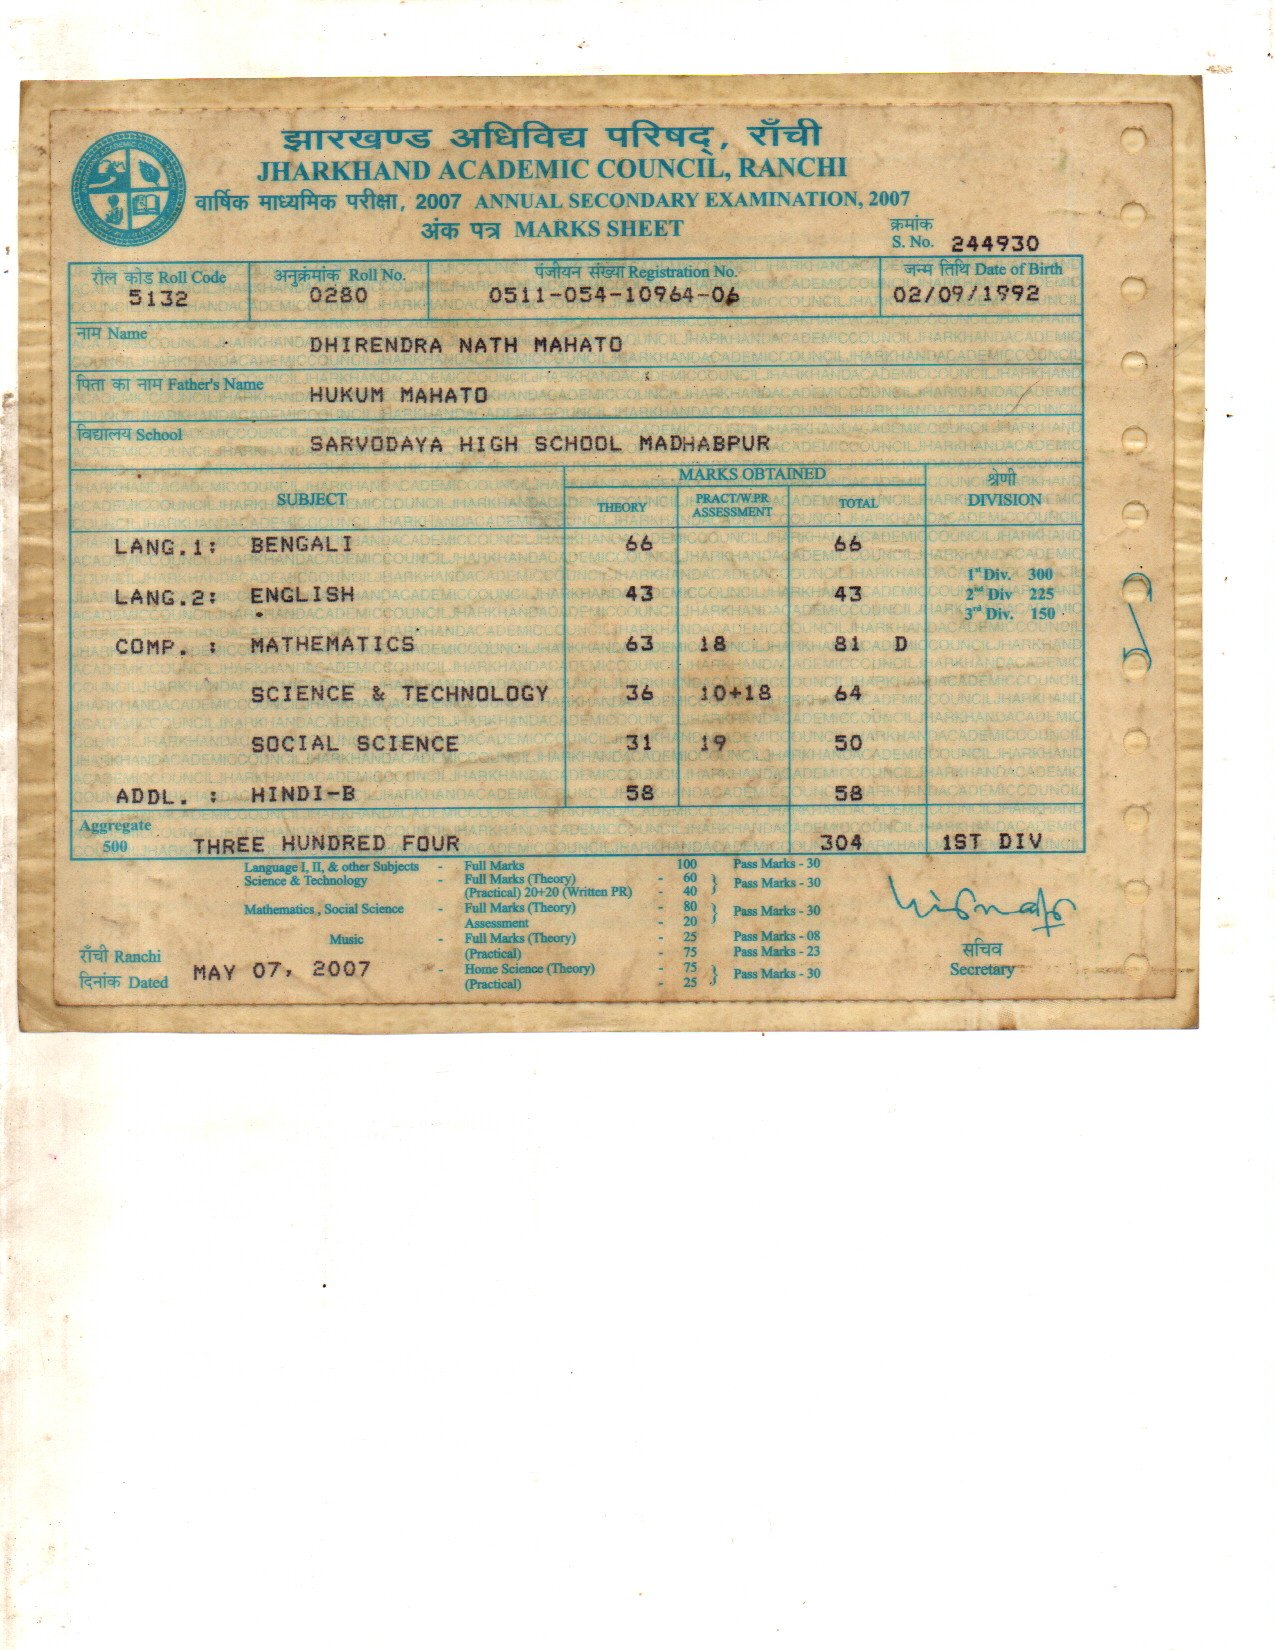 झारखण्ड अधिविद्य परिषद्, राँची
JHARKHAND ACADEMIC COUNCIL, RANCHI
वार्षिक माध्यमिक परीक्षा, 2007 ANNUAL SECONDARY EXAMINATION, 2007
अंक पत्र MARKS SHEET
क्रमांक
S. No. 244930
रोल कोड Roll Code अनुक्रमांक Roll No. पंजीयन संख्या Registration No. जन्म तिथि Date of Birth
5132 0280 0511-054-10964-06 02/09/1992
नाम Name DHIRENDRA NATH MAHATO
पिता का नाम Father's Name HUKUM MAHATO
विद्यालय School SARVODAYA HIGH SCHOOL MADHABPUR
SUBJECT MARKS OBTAINED श्रेणी DIVISION
THEORY PRACT/W.PR ASSESSMENT TOTAL
LANG.1: BENGALI 66 66
1st Div. 300
LANG.2: ENGLISH 43 43 2nd Div 225
3rd Div. 150
COMP. : MATHEMATICS 63 18 81 D
SCIENCE & TECHNOLOGY 36 10+18 64
SOCIAL SCIENCE 31 19 50
ADDL. : HINDI-B 58 58
Aggregate
500 THREE HUNDRED FOUR 304 1ST DIV
Language I, II, & other Subjects - Full Marks 100 Pass Marks - 30
Science & Technology - Full Marks (Theory) - 60 } Pass Marks - 30
(Practical) 20+20 (Written PR) - 40
Mathematics, Social Science - Full Marks (Theory) - 80 } Pass Marks - 30
Assessment - 20
Music - Full Marks (Theory) - 25 Pass Marks - 08
(Practical) - 75 Pass Marks - 23
- Home Science (Theory) - 75 } Pass Marks - 30
(Practical) - 25
राँची Ranchi
दिनांक Dated MAY 07, 2007
सचिव
Secretary